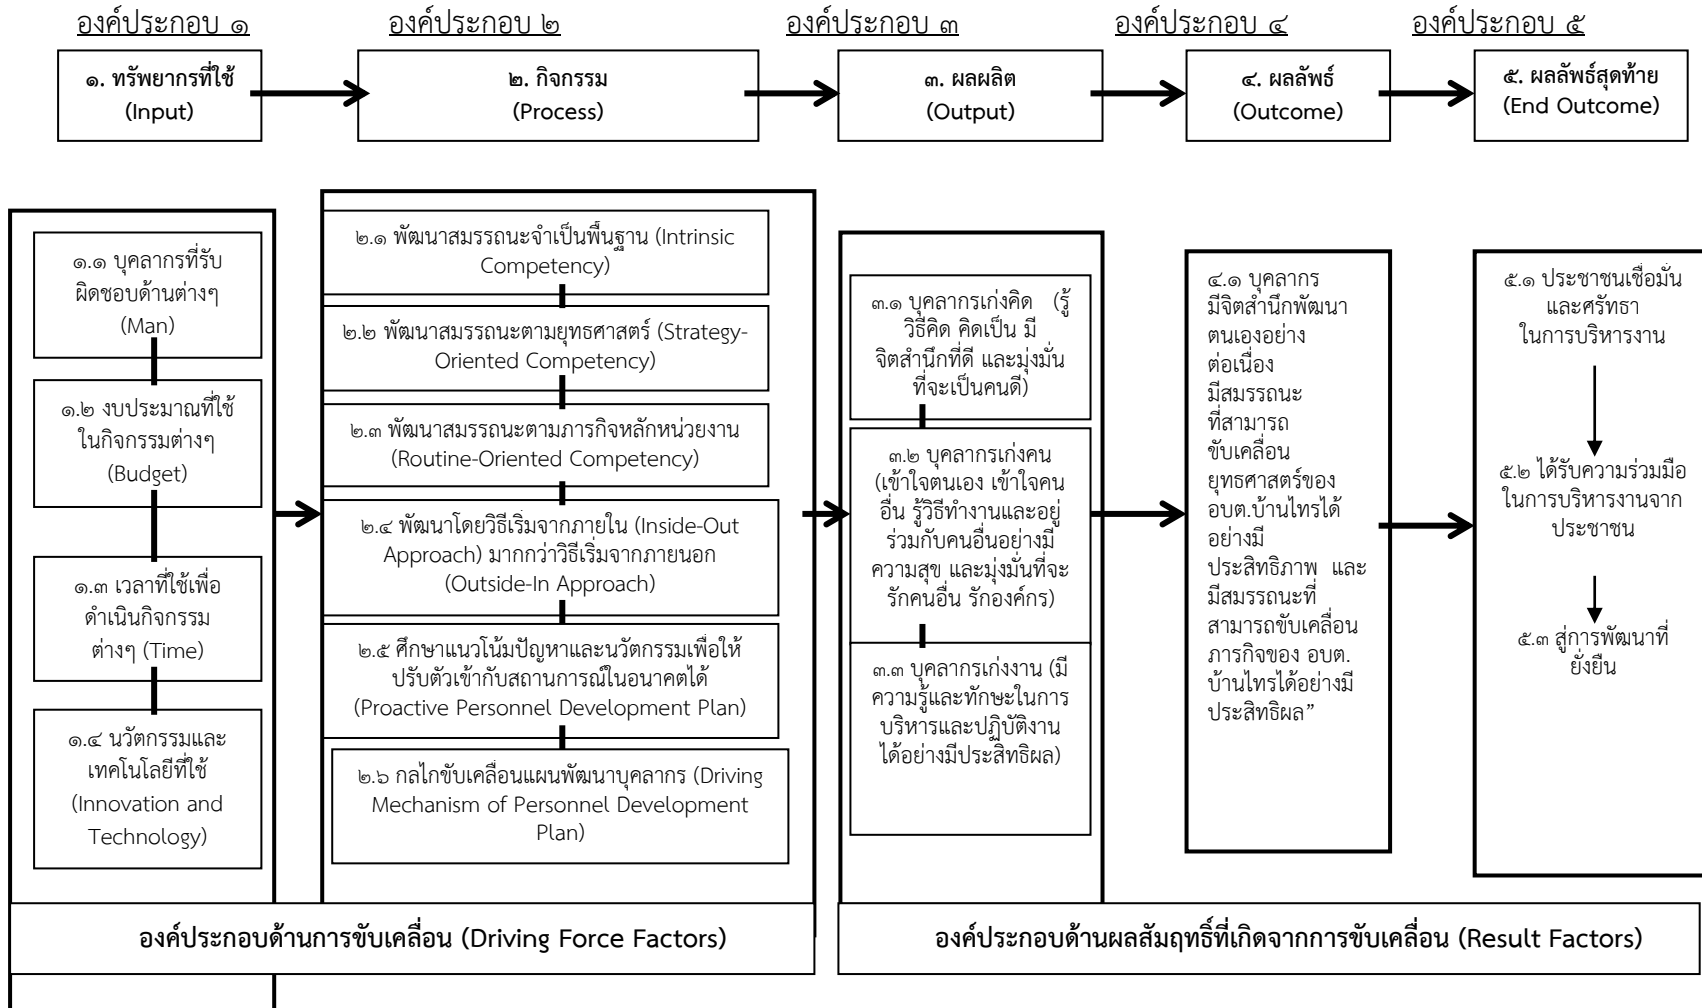 องค์ประกอบ ๑
องค์ประกอบ ๒
องค์ประกอบ ๓
องค์ประกอบ ๔
องค์ประกอบ ๕
๑. ทรัพยากรที่ใช้
(Input)
๒. กิจกรรม
(Process)
๓. ผลผลิต
(Output)
๔. ผลลัพธ์
(Outcome)
๕. ผลลัพธ์สุดท้าย
(End Outcome)
๑.๑ บุคลากรที่รับ
ผิดชอบด้านต่างๆ
(Man)
๑.๒ งบประมาณที่ใช้
ในกิจกรรมต่างๆ
(Budget)
๑.๓ เวลาที่ใช้เพื่อ
ดำเนินกิจกรรม
ต่างๆ (Time)
๑.๔ นวัตกรรมและ
เทคโนโลยีที่ใช้
(Innovation and
Technology)
๒.๑ พัฒนาสมรรถนะจำเป็นพื้นฐาน (Intrinsic
Competency)
๒.๒ พัฒนาสมรรถนะตามยุทธศาสตร์ (Strategy-
Oriented Competency)
๒.๓ พัฒนาสมรรถนะตามภารกิจหลักหน่วยงาน
(Routine-Oriented Competency)
๒.๔ พัฒนาโดยวิธีเริ่มจากภายใน (Inside-Out
Approach) มากกว่าวิธีเริ่มจากภายนอก
(Outside-In Approach)
๒.๕ ศึกษาแนวโน้มปัญหาและนวัตกรรมเพื่อให้
ปรับตัวเข้ากับสถานการณ์ในอนาคตได้
(Proactive Personnel Development Plan)
๒.๖ กลไกขับเคลื่อนแผนพัฒนาบุคลากร (Driving
Mechanism of Personnel Development
Plan)
๓.๑ บุคลากรเก่งคิด (รู้
วิธีคิด คิดเป็น มี
จิตสำนึกที่ดี และมุ่งมั่น
ที่จะเป็นคนดี)
๓.๒ บุคลากรเก่งคน
(เข้าใจตนเอง เข้าใจคน
อื่น รู้วิธีทำงานและอยู่
ร่วมกับคนอื่นอย่างมี
ความสุข และมุ่งมั่นที่จะ
รักคนอื่น รักองค์กร)
๓.๓ บุคลากรเก่งงาน (มี
ความรู้และทักษะในการ
บริหารและปฏิบัติงาน
ได้อย่างมีประสิทธิผล)
๔.๑ บุคลากร
มีจิตสำนึกพัฒนา
ตนเองอย่าง
ต่อเนื่อง
มีสมรรถนะ
ที่สามารถ
ขับเคลื่อน
ยุทธศาสตร์ของ
อบต.บ้านไทรได้
อย่างมี
ประสิทธิภาพ และ
มีสมรรถนะที่
สามารถขับเคลื่อน
ภารกิจของ อบต.
บ้านไทรได้อย่างมี
ประสิทธิผล”
๕.๑ ประชาชนเชื่อมั่น
และศรัทธา
ในการบริหารงาน
๕.๒ ได้รับความร่วมมือ
ในการบริหารงานจาก
ประชาชน
๕.๓ สู่การพัฒนาที่
ยั่งยืน
องค์ประกอบด้านการขับเคลื่อน (Driving Force Factors)
องค์ประกอบด้านผลสัมฤทธิ์ที่เกิดจากการขับเคลื่อน (Result Factors)